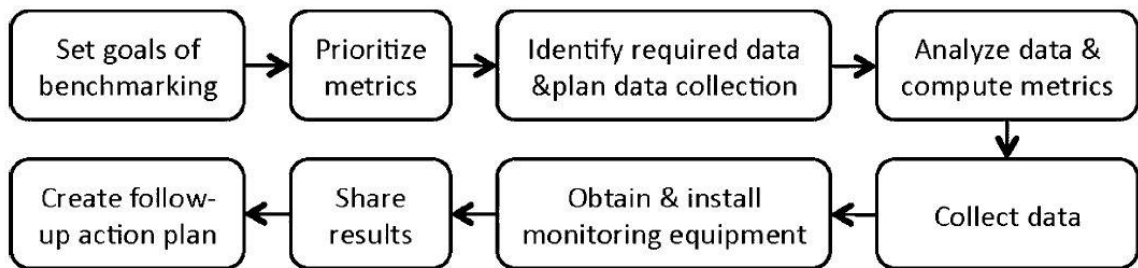 Set goals of
benchmarking
Prioritize
metrics
Identify required data
&plan data collection
Analyze data &
compute metrics
Collect data
Obtain & install
monitoring equipment
Share
results
Create follow-
up action plan